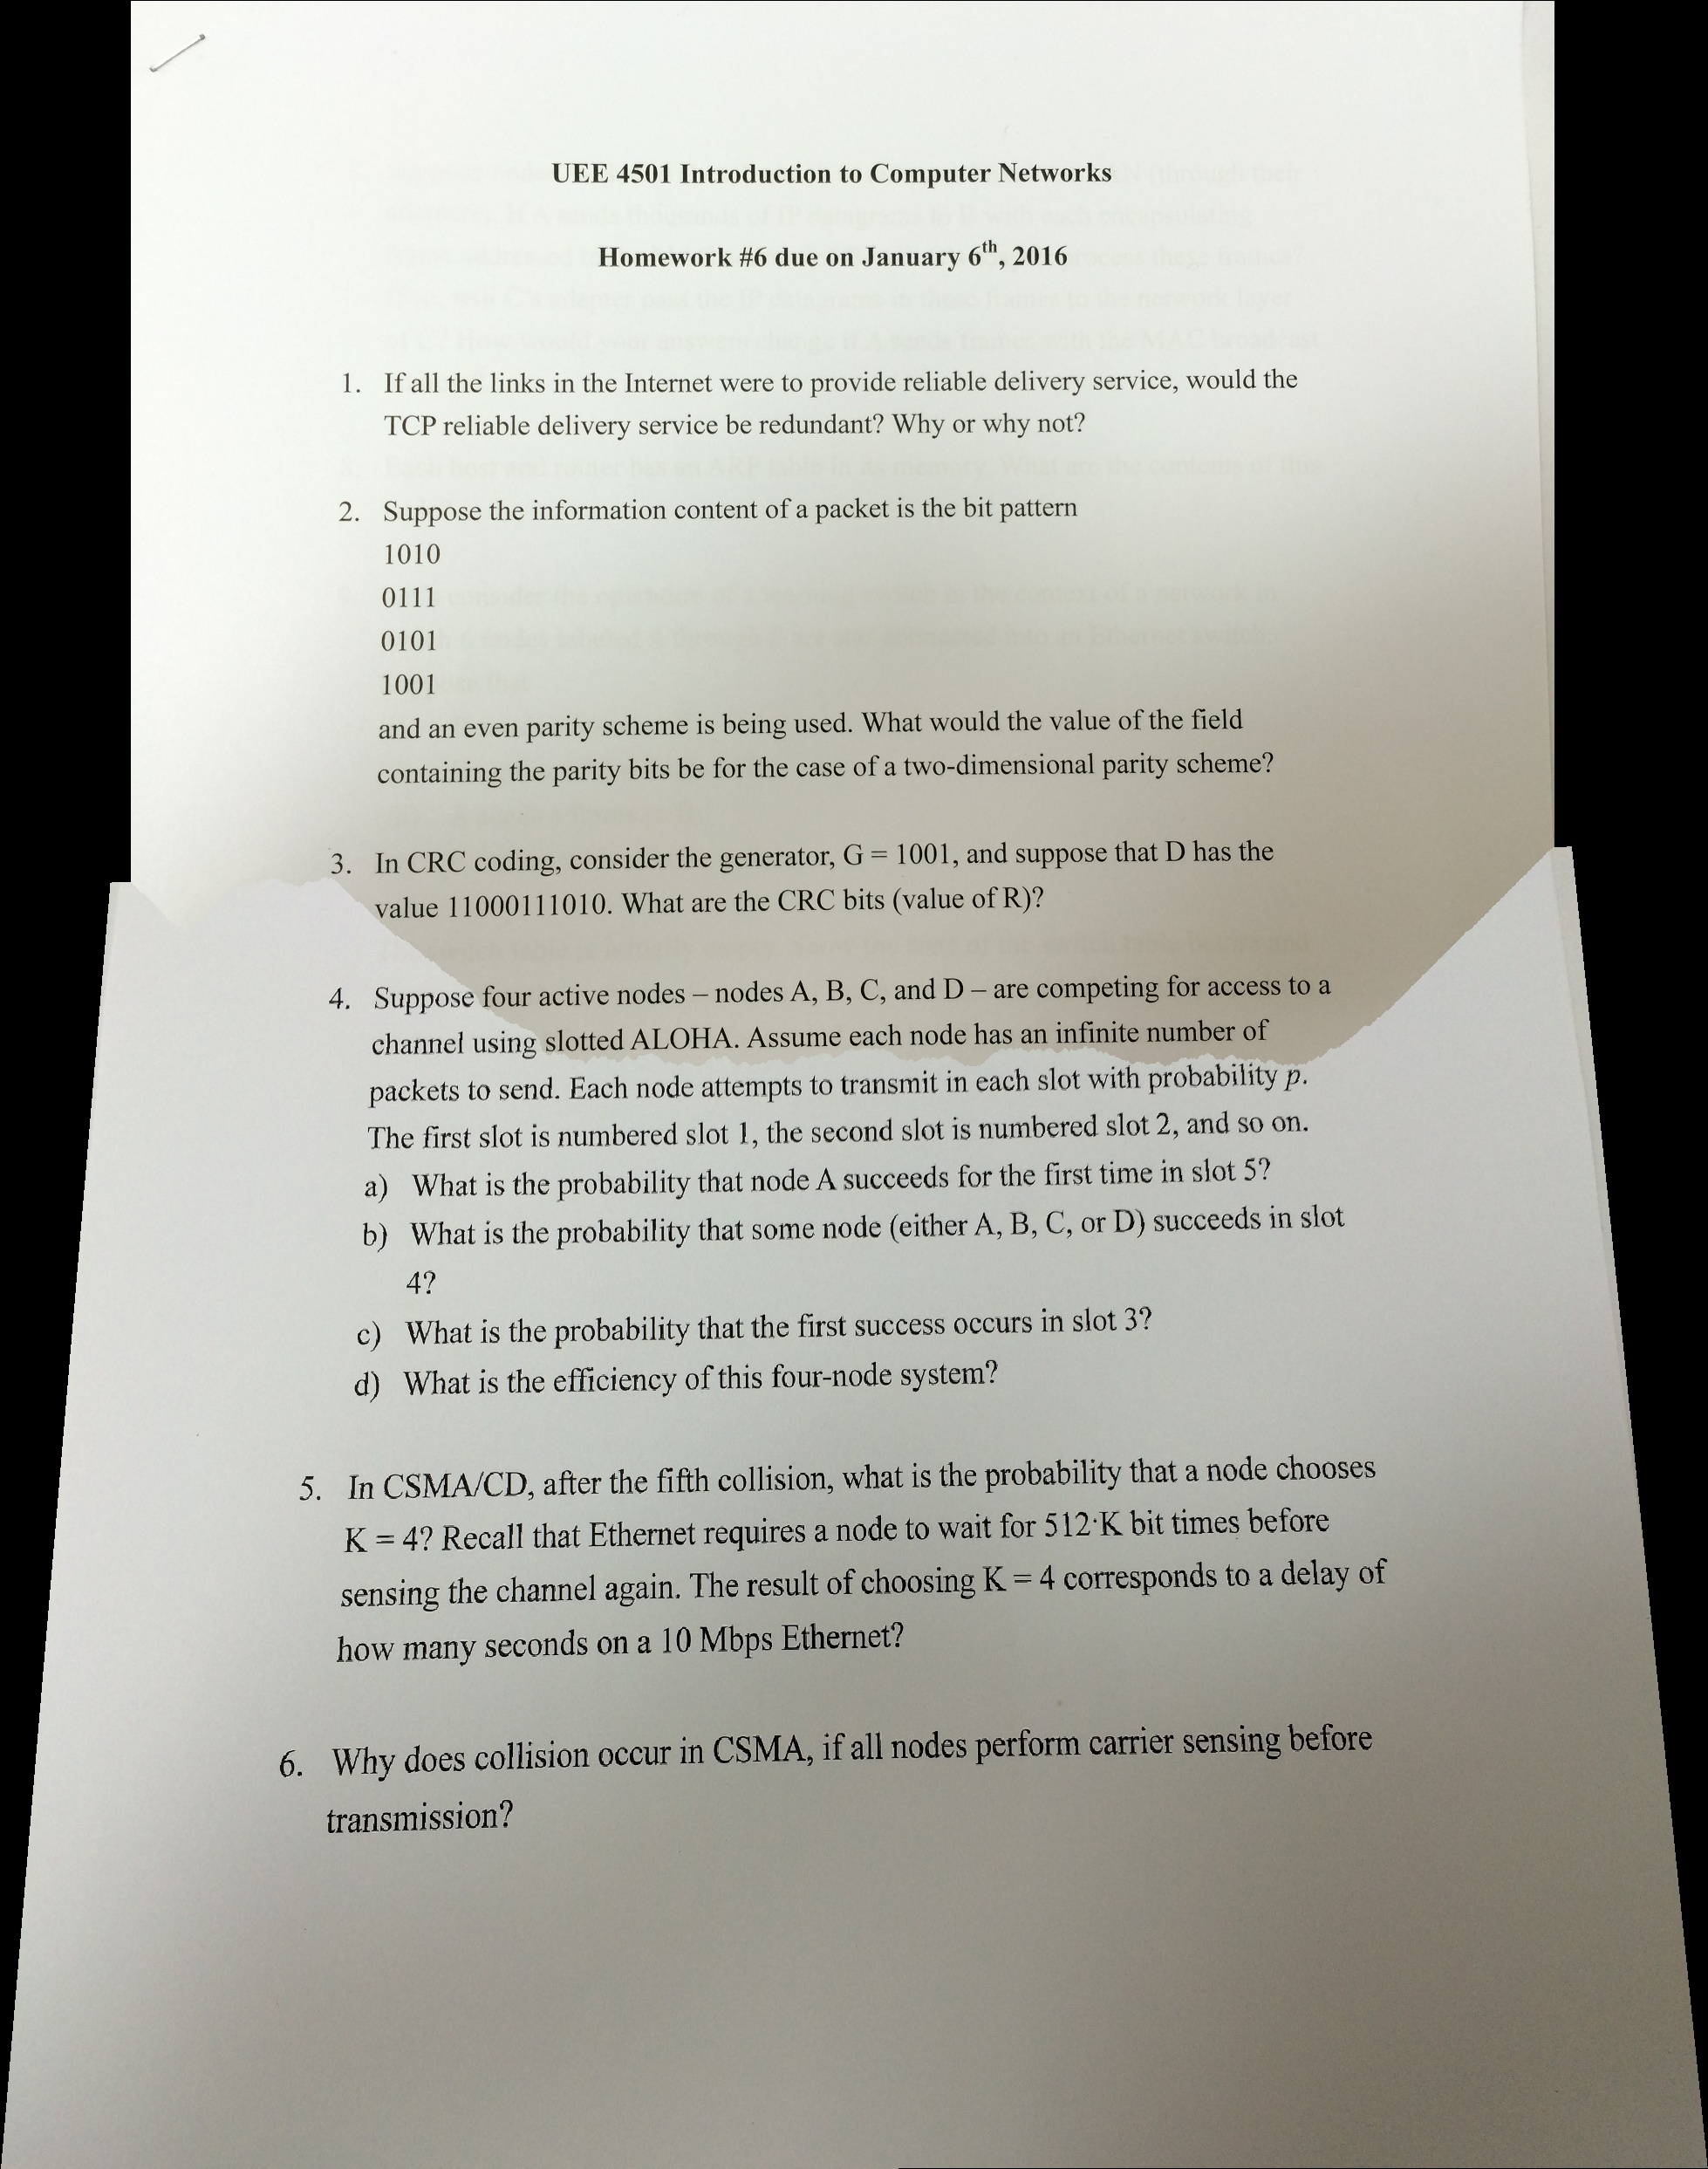 UEE 4501 Introduction to Computer Networks
Homework #6 due on January 6th, 2016
1. If all the links in the Internet were to provide reliable delivery service, would the
TCP reliable delivery service be redundant? Why or why not?
2. Suppose the information content of a packet is the bit pattern
1010
0111
0101
1001
and an even parity scheme is being used. What would the value of the field
containing the parity bits be for the case of a two-dimensional parity scheme?
3. In CRC coding, consider the generator, G = 1001, and suppose that D has the
value 11000111010. What are the CRC bits (value of R)?
4. Suppose four active nodes – nodes A, B, C, and D – are competing for access to a
channel using slotted ALOHA. Assume each node has an infinite number of
packets to send. Each node attempts to transmit in each slot with probability p.
The first slot is numbered slot 1, the second slot is numbered slot 2, and so on.
a) What is the probability that node A succeeds for the first time in slot 5?
b) What is the probability that some node (either A, B, C, or D) succeeds in slot
4?
c) What is the probability that the first success occurs in slot 3?
d) What is the efficiency of this four-node system?
5. In CSMA/CD, after the fifth collision, what is the probability that a node chooses
K = 4? Recall that Ethernet requires a node to wait for 512·K bit times before
sensing the channel again. The result of choosing K = 4 corresponds to a delay of
how many seconds on a 10 Mbps Ethernet?
6. Why does collision occur in CSMA, if all nodes perform carrier sensing before
transmission?